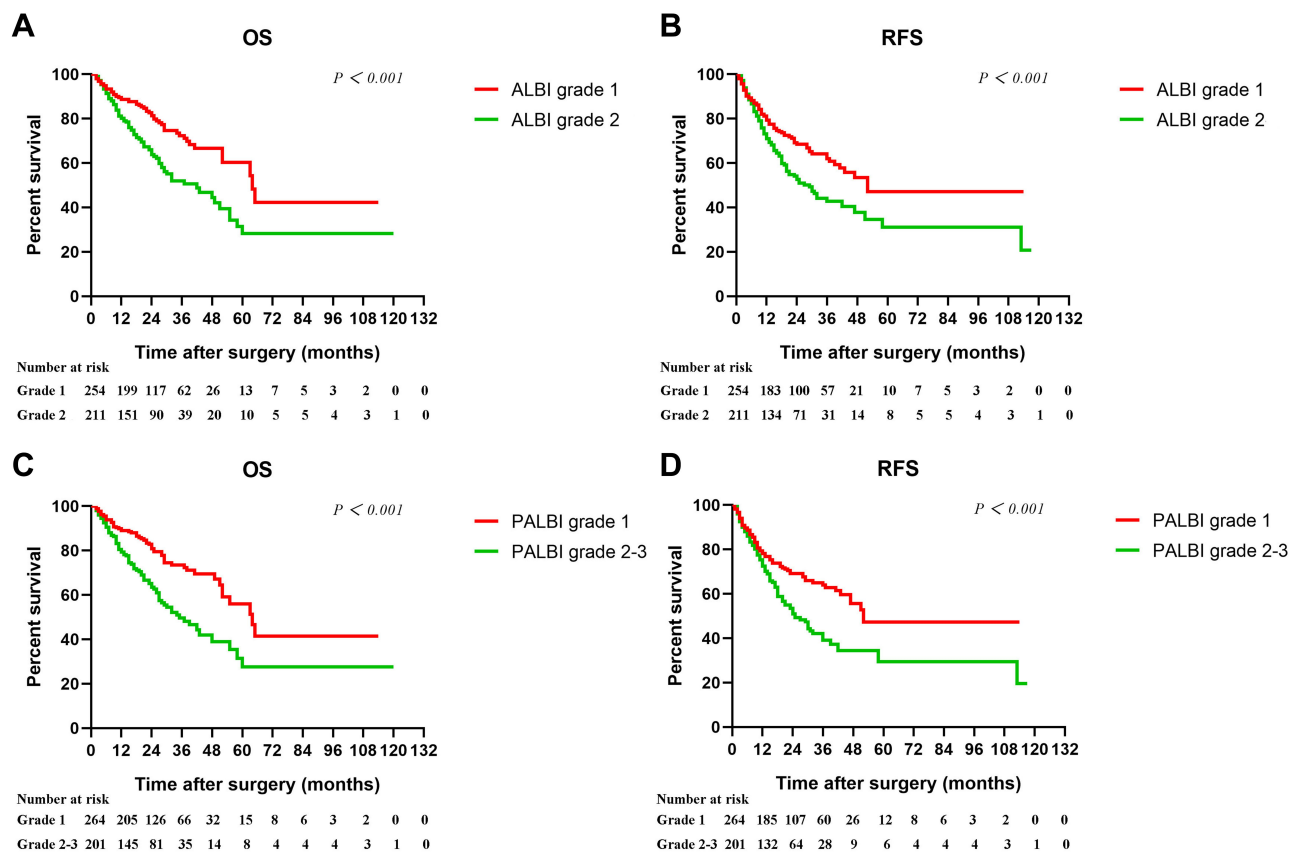 A
OS
P < 0.001
ALBI grade 1
ALBI grade 2
Percent survival
100
80
60
40
20
0
0 12 24 36 48 60 72 84 96 108 120 132
Time after surgery (months)
Number at risk
Grade 1 254 199 117 62 26 13 7 5 3 2 0 0
Grade 2 211 151 90 39 20 10 5 5 4 3 1 0
B
RFS
P < 0.001
ALBI grade 1
ALBI grade 2
Percent survival
100
80
60
40
20
0
0 12 24 36 48 60 72 84 96 108 120 132
Time after surgery (months)
Number at risk
Grade 1 254 183 100 57 21 10 7 5 3 2 0 0
Grade 2 211 134 71 31 14 8 5 5 4 3 1 0
C
OS
P < 0.001
PALBI grade 1
PALBI grade 2-3
Percent survival
100
80
60
40
20
0
0 12 24 36 48 60 72 84 96 108 120 132
Time after surgery (months)
Number at risk
Grade 1 264 205 126 66 32 15 8 6 3 2 0 0
Grade 2-3 201 145 81 35 14 8 4 4 4 3 1 0
D
RFS
P < 0.001
PALBI grade 1
PALBI grade 2-3
Percent survival
100
80
60
40
20
0
0 12 24 36 48 60 72 84 96 108 120 132
Time after surgery (months)
Number at risk
Grade 1 264 185 107 60 26 12 8 6 3 2 0 0
Grade 2-3 201 132 64 28 9 6 4 4 4 3 1 0